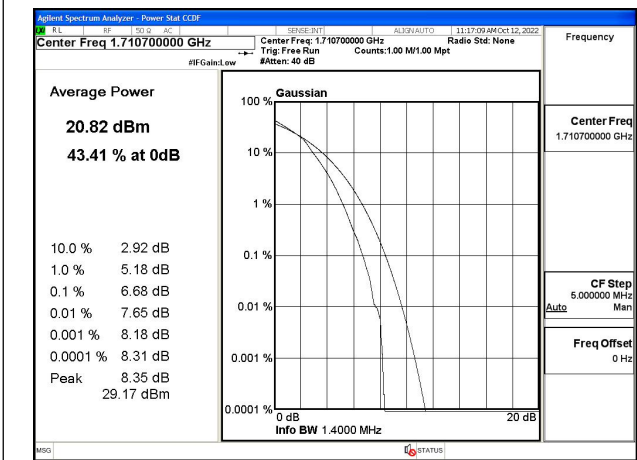 Agilent Spectrum Analyzer - Power Stat CCDF
RL RF 50 Ω AC SENSE:INT ALIGN AUTO 11:17:09 AM Oct 12, 2022
Center Freq 1.710700000 GHz
Center Freq: 1.710700000 GHz Radio Std: None
Trig: Free Run Counts:1.00 M/1.00 Mpt
#IFGain:Low #Atten: 40 dB
Frequency
Average Power
20.82 dBm
43.41 % at 0dB
10.0 % 2.92 dB
1.0 % 5.18 dB
0.1 % 6.68 dB
0.01 % 7.65 dB
0.001 % 8.18 dB
0.0001 % 8.31 dB
Peak 8.35 dB
29.17 dBm
Gaussian
100 %
10 %
1 %
0.1 %
0.01 %
0.001 %
0.0001 %
0 dB 20 dB
Info BW 1.4000 MHz
Center Freq
1.710700000 GHz
CF Step
5.000000 MHz
Auto Man
Freq Offset
0 Hz
MSG STATUS